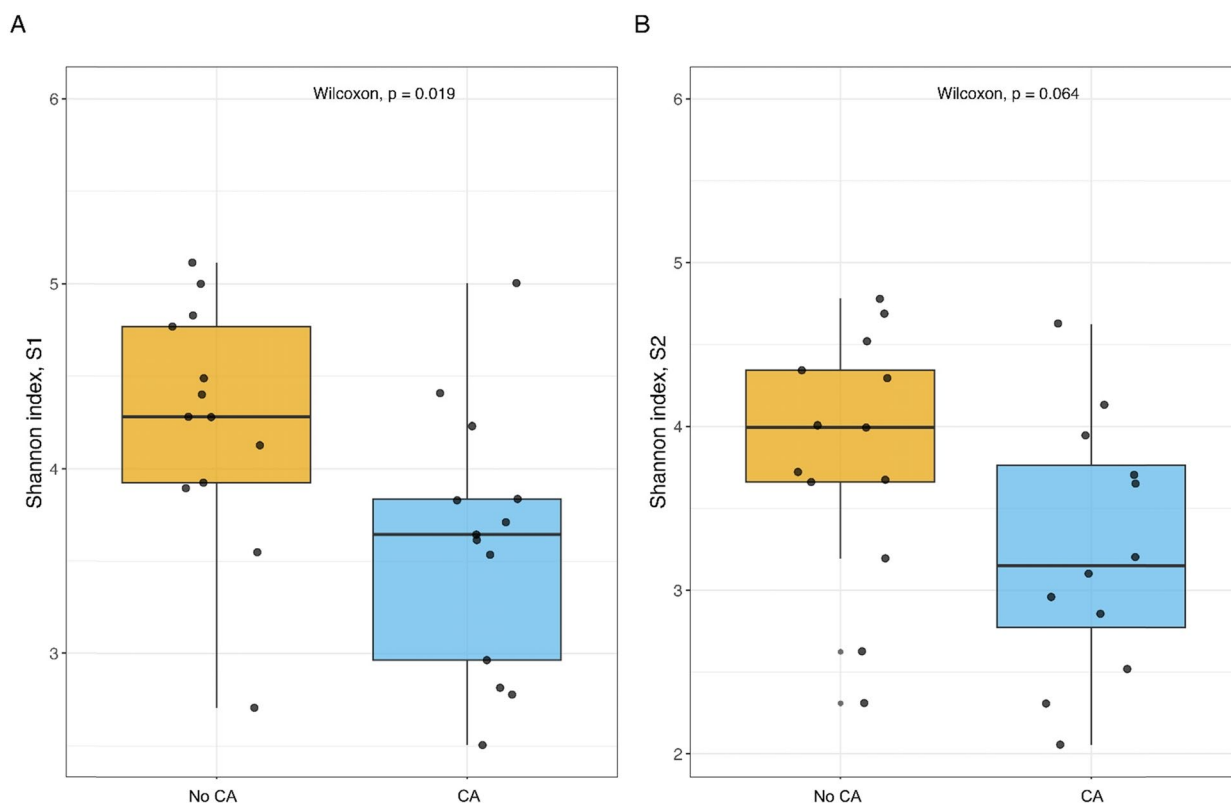 A
Wilcoxon, p = 0.019
Shannon index, S1
6
5
4
3
No CA
CA
B
Wilcoxon, p = 0.064
Shannon index, S2
6
5
4
3
2
No CA
CA